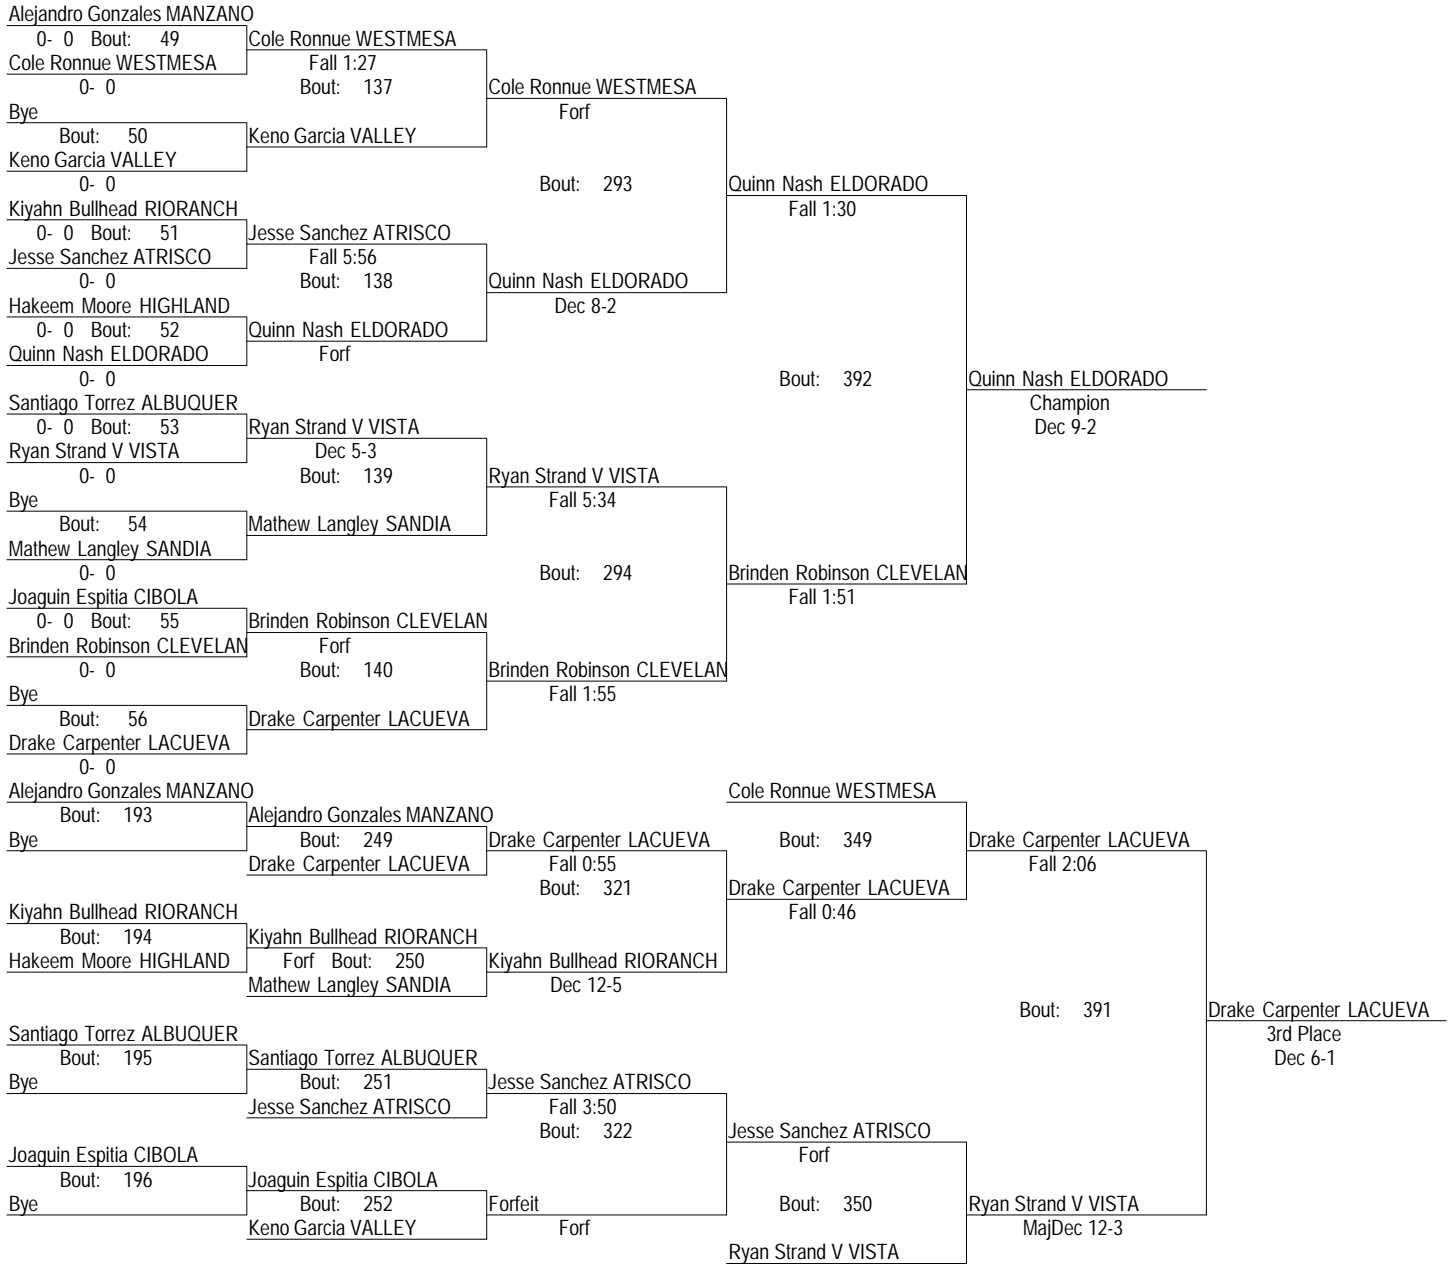 Alejandro Gonzales MANZANO
0- 0 Bout: 49
Cole Ronnue WESTMESA
Cole Ronnue WESTMESA
Fall 1:27
0- 0
Bout: 137
Cole Ronnue WESTMESA
Forf
Bye
Bout: 50
Keno Garcia VALLEY
Keno Garcia VALLEY
0- 0
Bout: 293
Quinn Nash ELDORADO
Fall 1:30
Kiyahn Bullhead RIORANCH
0- 0 Bout: 51
Jesse Sanchez ATRISCO
Jesse Sanchez ATRISCO
Fall 5:56
0- 0
Bout: 138
Quinn Nash ELDORADO
Dec 8-2
Hakeem Moore HIGHLAND
0- 0 Bout: 52
Quinn Nash ELDORADO
Quinn Nash ELDORADO
Forf
0- 0
Bout: 392
Quinn Nash ELDORADO
Champion
Dec 9-2
Santiago Torrez ALBUQUER
0- 0 Bout: 53
Ryan Strand V VISTA
Ryan Strand V VISTA
Dec 5-3
0- 0
Bout: 139
Ryan Strand V VISTA
Fall 5:34
Bye
Bout: 54
Mathew Langley SANDIA
Mathew Langley SANDIA
0- 0
Bout: 294
Brinden Robinson CLEVELAN
Fall 1:51
Joaguin Espitia CIBOLA
0- 0 Bout: 55
Brinden Robinson CLEVELAN
Brinden Robinson CLEVELAN
Forf
0- 0
Bout: 140
Brinden Robinson CLEVELAN
Fall 1:55
Bye
Bout: 56
Drake Carpenter LACUEVA
Drake Carpenter LACUEVA
0- 0
Alejandro Gonzales MANZANO
Bout: 193
Bye
Alejandro Gonzales MANZANO
Bout: 249
Drake Carpenter LACUEVA
Drake Carpenter LACUEVA
Fall 0:55
Bout: 321
Cole Ronnue WESTMESA
Bout: 349
Drake Carpenter LACUEVA
Fall 0:46
Drake Carpenter LACUEVA
Fall 2:06
Kiyahn Bullhead RIORANCH
Bout: 194
Hakeem Moore HIGHLAND
Kiyahn Bullhead RIORANCH
Forf Bout: 250
Mathew Langley SANDIA
Kiyahn Bullhead RIORANCH
Dec 12-5
Bout: 391
Drake Carpenter LACUEVA
3rd Place
Dec 6-1
Santiago Torrez ALBUQUER
Bout: 195
Bye
Santiago Torrez ALBUQUER
Bout: 251
Jesse Sanchez ATRISCO
Jesse Sanchez ATRISCO
Fall 3:50
Bout: 322
Jesse Sanchez ATRISCO
Forf
Joaguin Espitia CIBOLA
Bout: 196
Bye
Joaguin Espitia CIBOLA
Bout: 252
Keno Garcia VALLEY
Forfeit
Forf
Bout: 350
Ryan Strand V VISTA
Ryan Strand V VISTA
MajDec 12-3